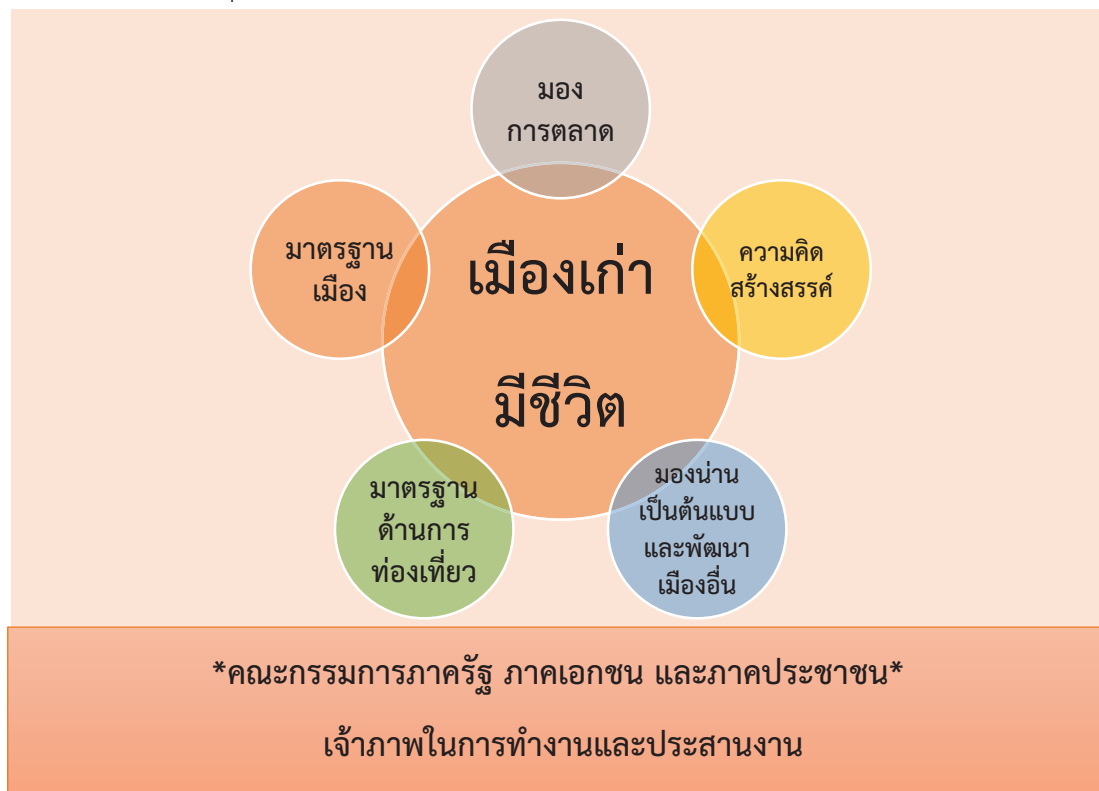 มอง
การตลาด
มาตรฐาน
เมือง
เมืองเก่า
มีชีวิต
ความคิด
สร้างสรรค์
มาตรฐาน
ด้านการ
ท่องเที่ยว
มองน่าน
เป็นต้นแบบ
และพัฒนา
เมืองอื่น
*คณะกรรมการภาครัฐ ภาคเอกชน และภาคประชาชน*
เจ้าภาพในการทำงานและประสานงาน